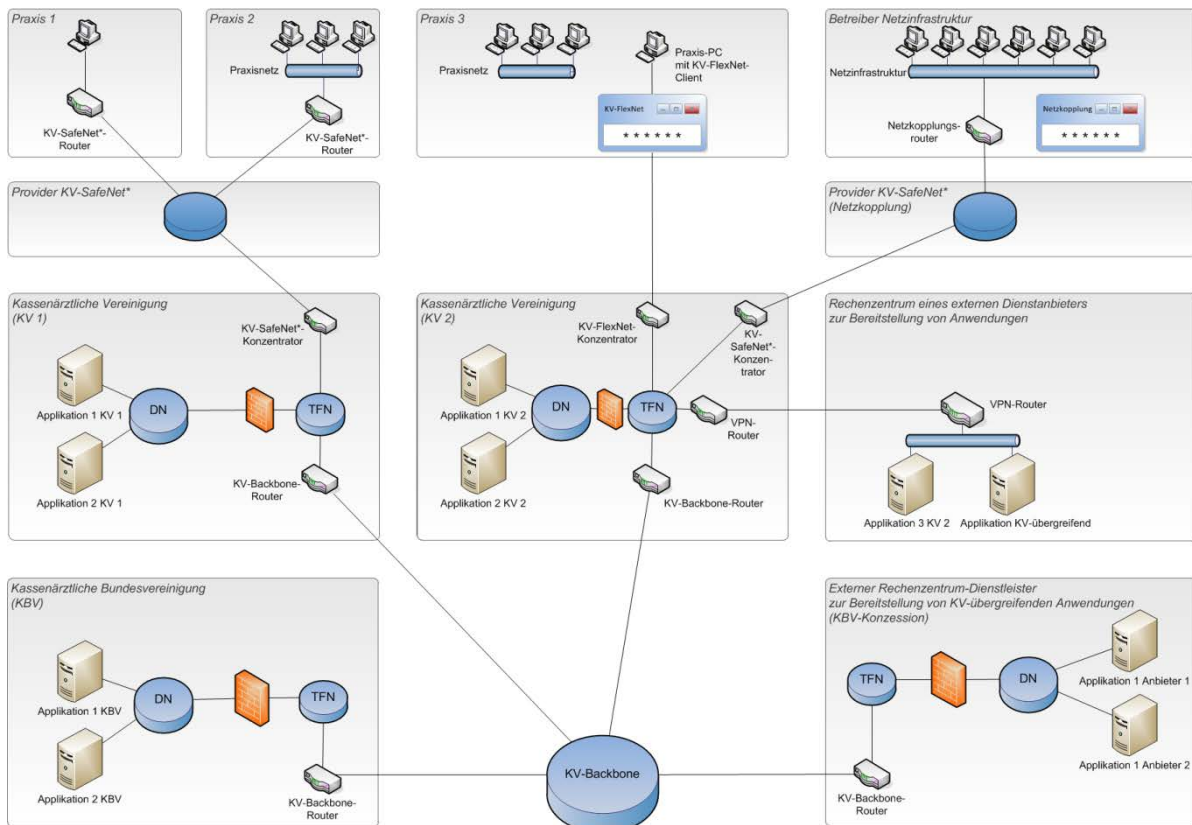 Praxis 1
KV-SafeNet*-
Router
Praxis 2
Praxisnetz
KV-SafeNet*-
Router
Praxis 3
Praxisnetz
Praxis-PC
mit KV-FlexNet-
Client
KV-FlexNet
* * * * * *
Betreiber Netzinfrastruktur
Netzinfrastruktur
Netzkopplungs-
router
Netzkopplung
* * * * * *
Provider KV-SafeNet*
Provider KV-SafeNet*
(Netzkopplung)
Kassenärztliche Vereinigung
(KV 1)
KV-SafeNet*-
Konzentrator
Applikation 1 KV 1
DN
TFN
Applikation 2 KV 1
KV-Backbone-
Router
Kassenärztliche Vereinigung
(KV 2)
KV-FlexNet-
Konzentrator
KV-
SafeNet*-
Konzen-
trator
Applikation 1 KV 2
DN
TFN
VPN-
Router
Applikation 2 KV 2
KV-Backbone-Router
Rechenzentrum eines externen Dienstanbieters
zur Bereitstellung von Anwendungen
VPN-Router
Applikation 3 KV 2
Applikation KV-übergreifend
Kassenärztliche Bundesvereinigung
(KBV)
Applikation 1 KBV
DN
TFN
Applikation 2 KBV
KV-Backbone-
Router
KV-Backbone
Externer Rechenzentrum-Dienstleister
zur Bereitstellung von KV-übergreifenden Anwendungen
(KBV-Konzession)
TFN
DN
Applikation 1 Anbieter 1
Applikation 1 Anbieter 2
KV-Backbone-
Router